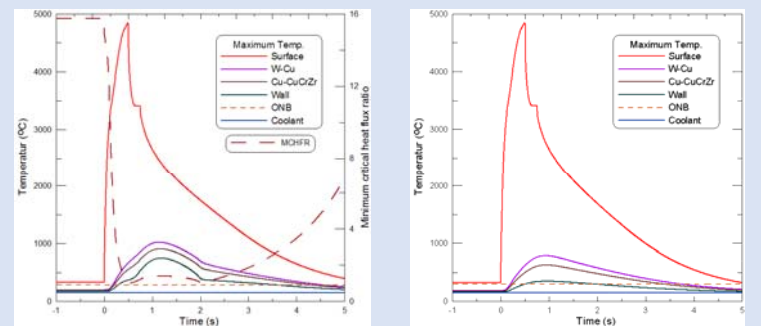 5000
4000
3000
2000
1000
0
Temperatur (°C)
-1 0 1 2 3 4 5
Time (s)
16
12
8
4
0
Minimum critical heat flux ratio
Maximum Temp.
Surface
W-Cu
Cu-CuCrZr
Wall
ONB
Coolant
MCHFR
5000
4000
3000
2000
1000
0
Temperatur (°C)
-1 0 1 2 3 4 5
Time (s)
Maximum Temp.
Surface
W-Cu
Cu-CuCrZr
Wall
ONB
Coolant